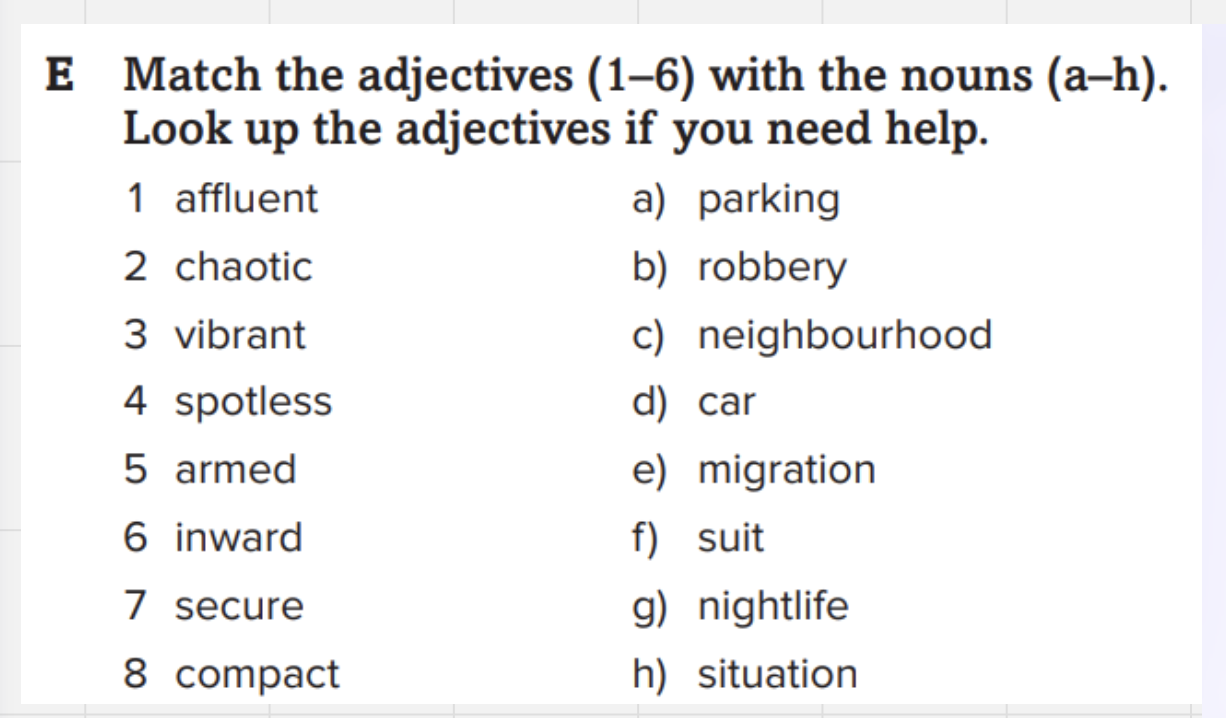 E Match the adjectives (1–6) with the nouns (a–h).
Look up the adjectives if you need help.
1 affluent a) parking
2 chaotic b) robbery
3 vibrant c) neighbourhood
4 spotless d) car
5 armed e) migration
6 inward f) suit
7 secure g) nightlife
8 compact h) situation